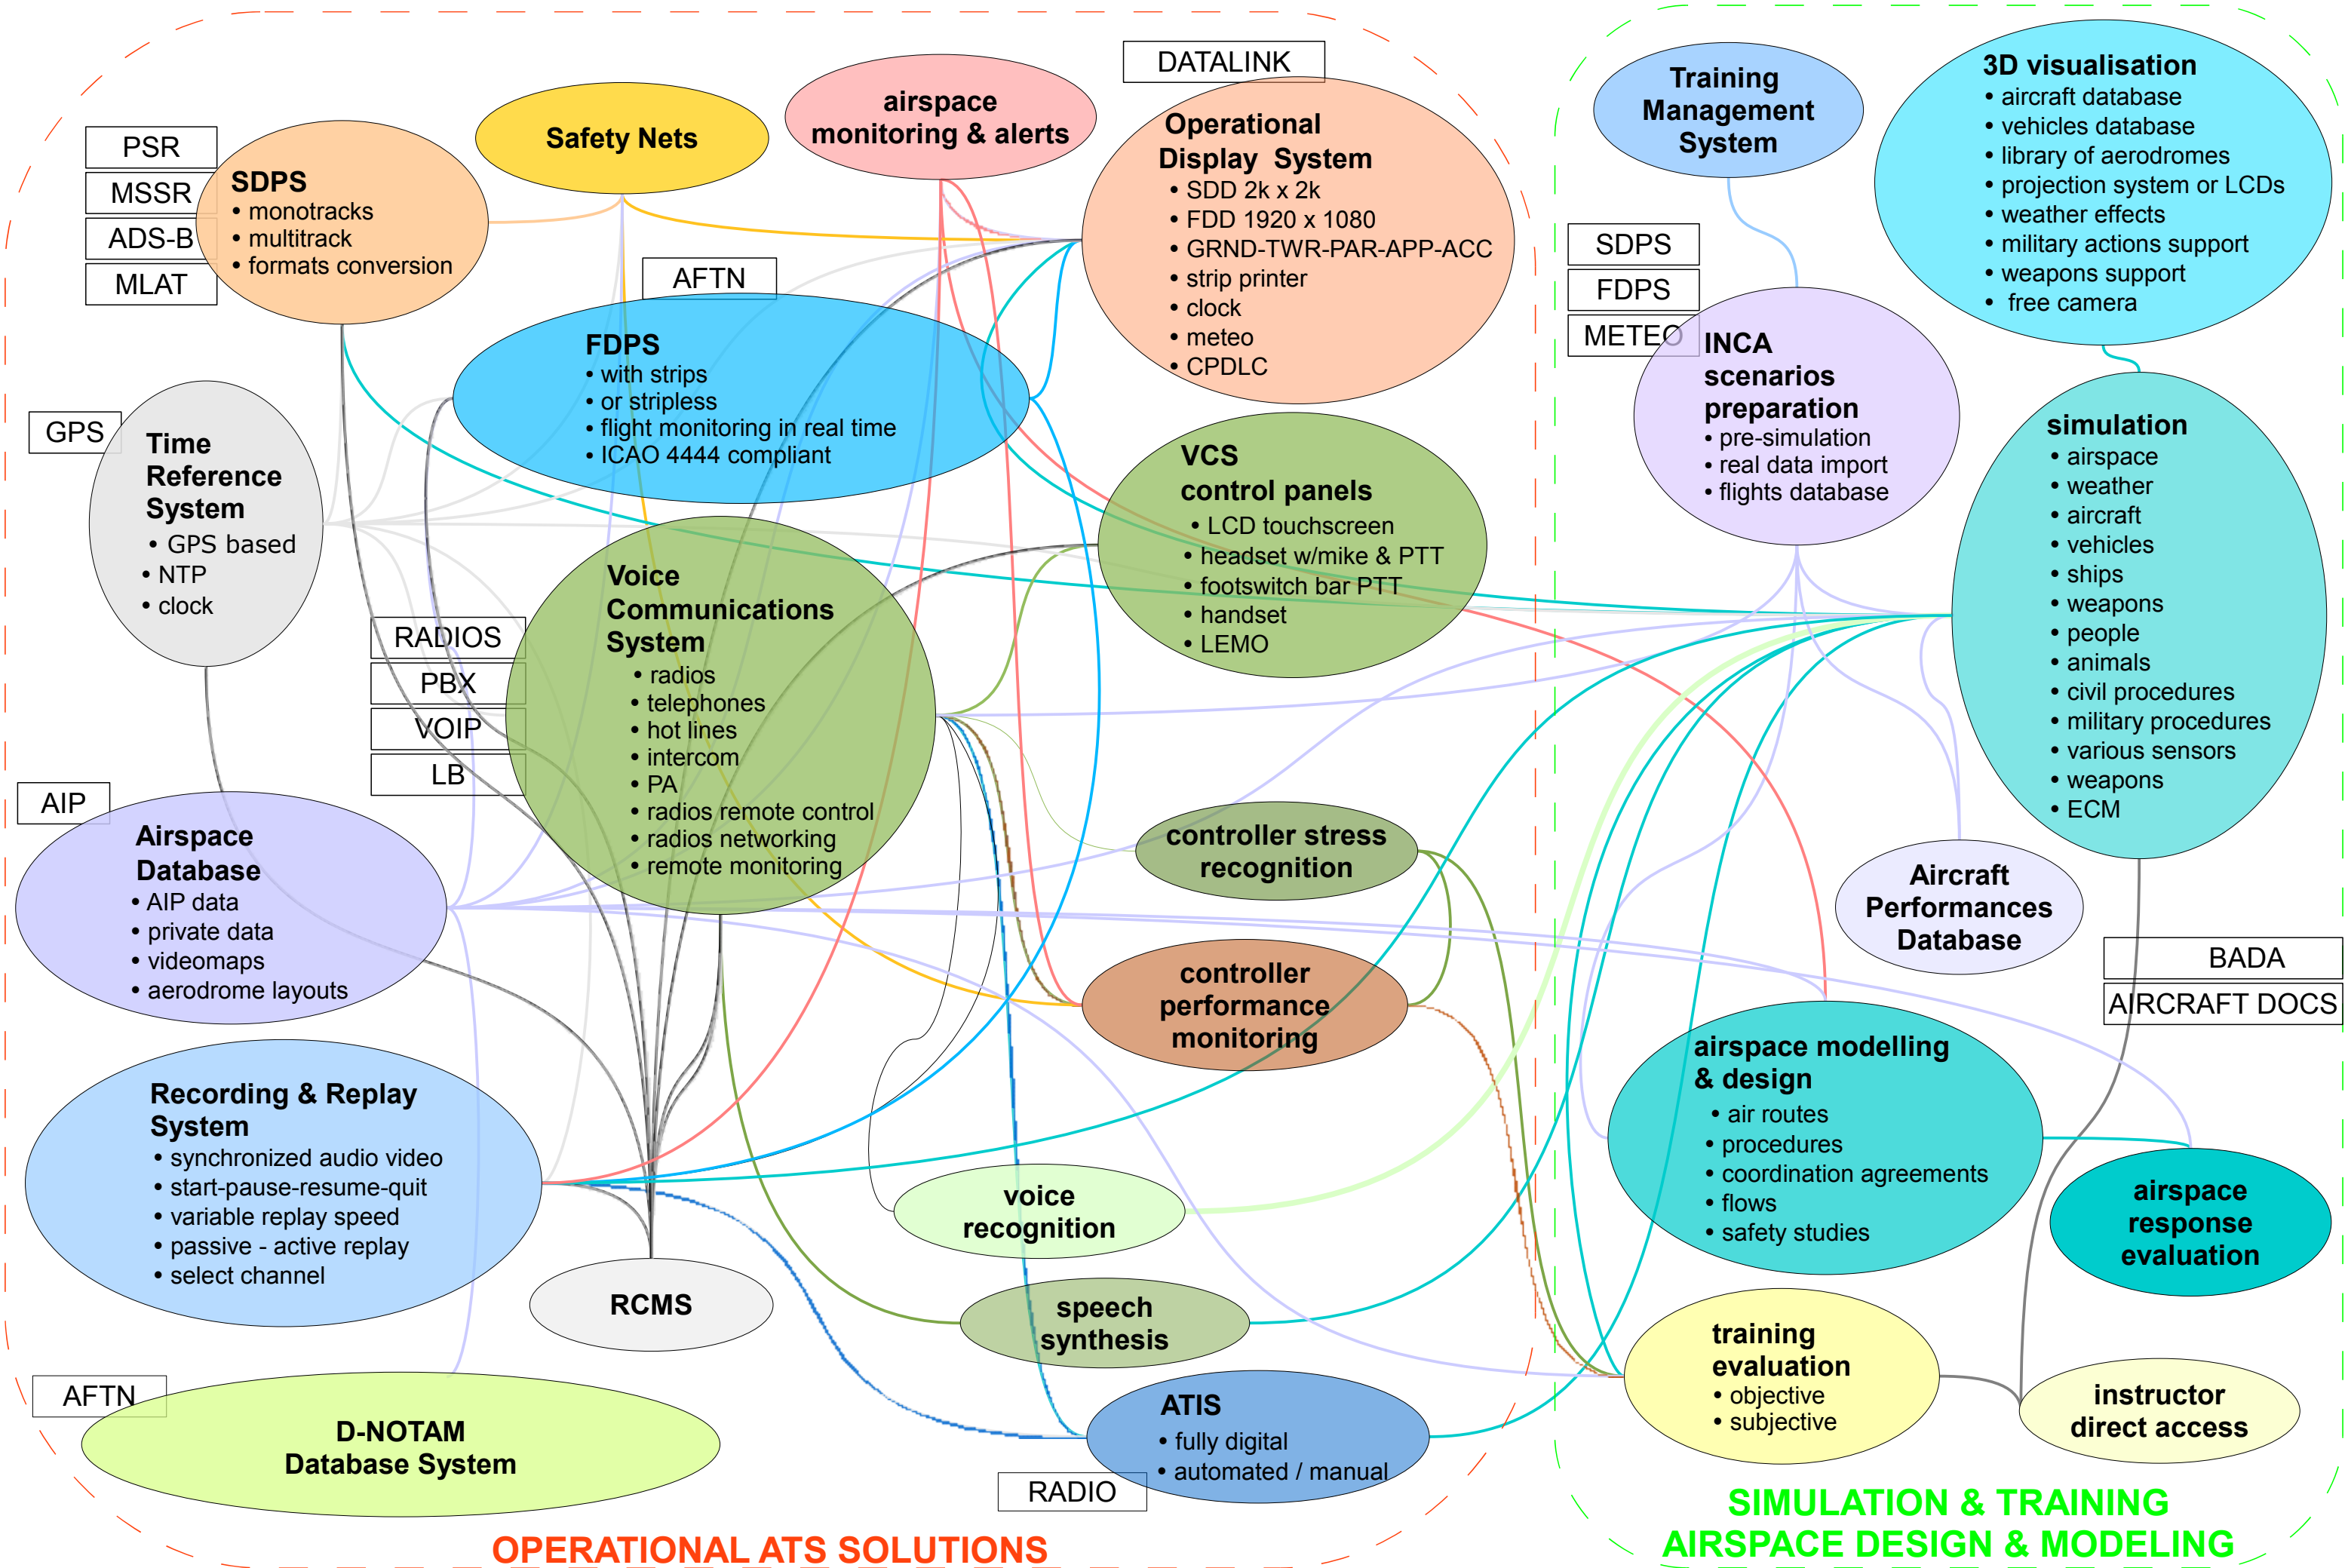 DATALINK
PSR
MSSR
ADS-B
MLAT
SDPS
• monotracks
• multitrack
• formats conversion
Safety Nets
airspace
monitoring & alerts
Operational
Display System
• SDD 2k x 2k
• FDD 1920 x 1080
• GRND-TWR-PAR-APP-ACC
• strip printer
• clock
• meteo
• CPDLC
AFTN
FDPS
• with strips
• or stripless
• flight monitoring in real time
• ICAO 4444 compliant
GPS
Time
Reference
System
• GPS based
• NTP
• clock
VCS
control panels
• LCD touchscreen
• headset w/mike & PTT
• footswitch bar PTT
• handset
• LEMO
RADIOS
PBX
VOIP
LB
Voice
Communications
System
• radios
• telephones
• hot lines
• intercom
• PA
• radios remote control
• radios networking
• remote monitoring
AIP
Airspace
Database
• AIP data
• private data
• videomaps
• aerodrome layouts
controller stress
recognition
controller
performance
monitoring
Recording & Replay
System
• synchronized audio video
• start-pause-resume-quit
• variable replay speed
• passive - active replay
• select channel
RCMS
voice
recognition
speech
synthesis
AFTN
D-NOTAM
Database System
ATIS
• fully digital
• automated / manual
RADIO
OPERATIONAL ATS SOLUTIONS
Training
Management
System
3D visualisation
• aircraft database
• vehicles database
• library of aerodromes
• projection system or LCDs
• weather effects
• military actions support
• weapons support
• free camera
SDPS
FDPS
METEO
INCA
scenarios
preparation
• pre-simulation
• real data import
• flights database
simulation
• airspace
• weather
• aircraft
• vehicles
• ships
• weapons
• people
• animals
• civil procedures
• military procedures
• various sensors
• weapons
• ECM
Aircraft
Performances
Database
BADA
AIRCRAFT DOCS
airspace modelling
& design
• air routes
• procedures
• coordination agreements
• flows
• safety studies
airspace
response
evaluation
training
evaluation
• objective
• subjective
instructor
direct access
SIMULATION & TRAINING
AIRSPACE DESIGN & MODELING